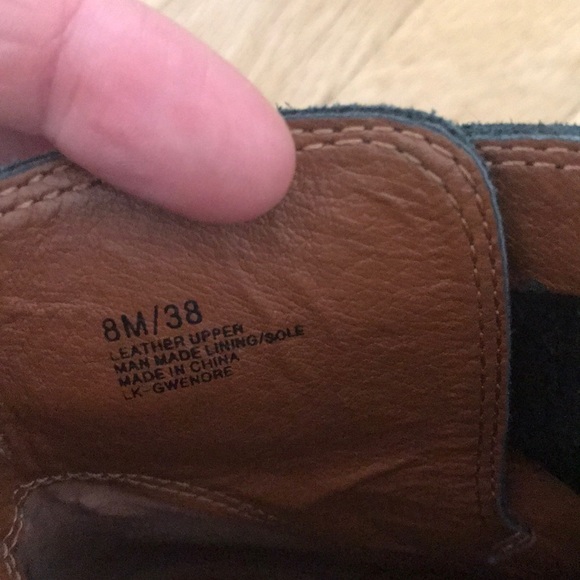 8M/38
LEATHER UPPER
MAN MADE LINING/SOLE
MADE IN CHINA
LK-GWENORE